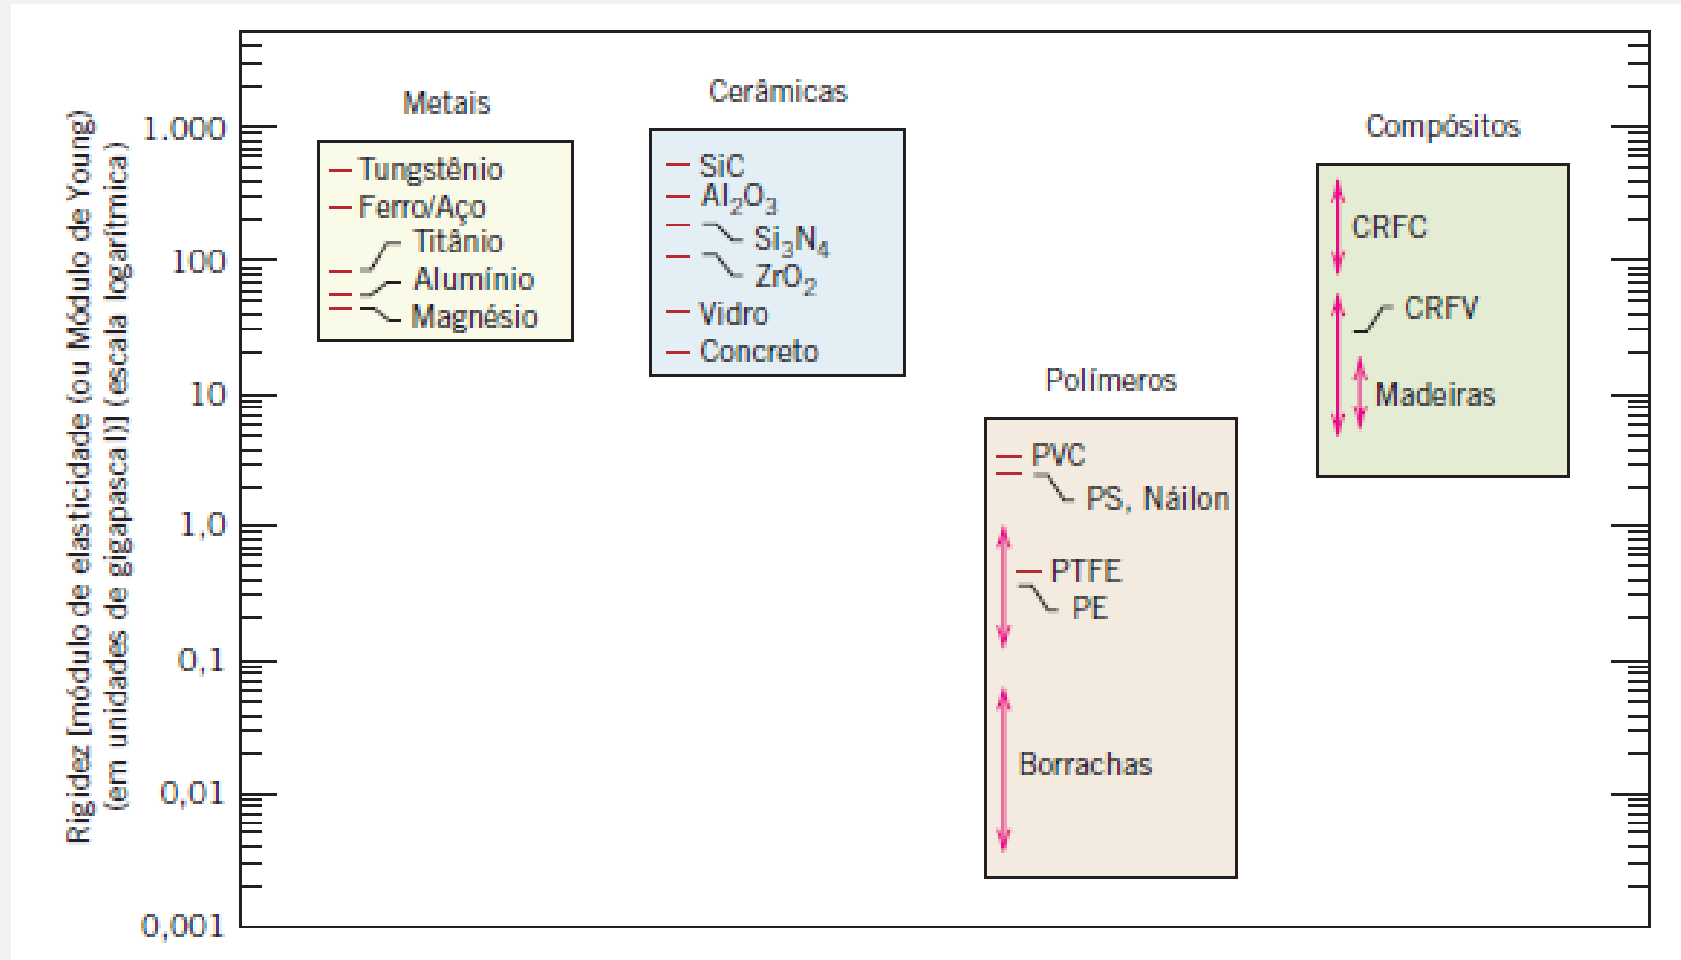 Rigidez [módulo de elasticidade (ou Módulo de Young)
(em unidades de gigapascal)] (escala logarítmica)
1.000
100
10
1,0
0,1
0,01
0,001
Metais
Tungstênio
Ferro/Aço
Titânio
Alumínio
Magnésio
Cerâmicas
SiC
Al₂O₃
Si₃N₄
ZrO₂
Vidro
Concreto
Polímeros
PVC
PS, Náilon
PTFE
PE
Borrachas
Compósitos
CRFC
CRFV
Madeiras